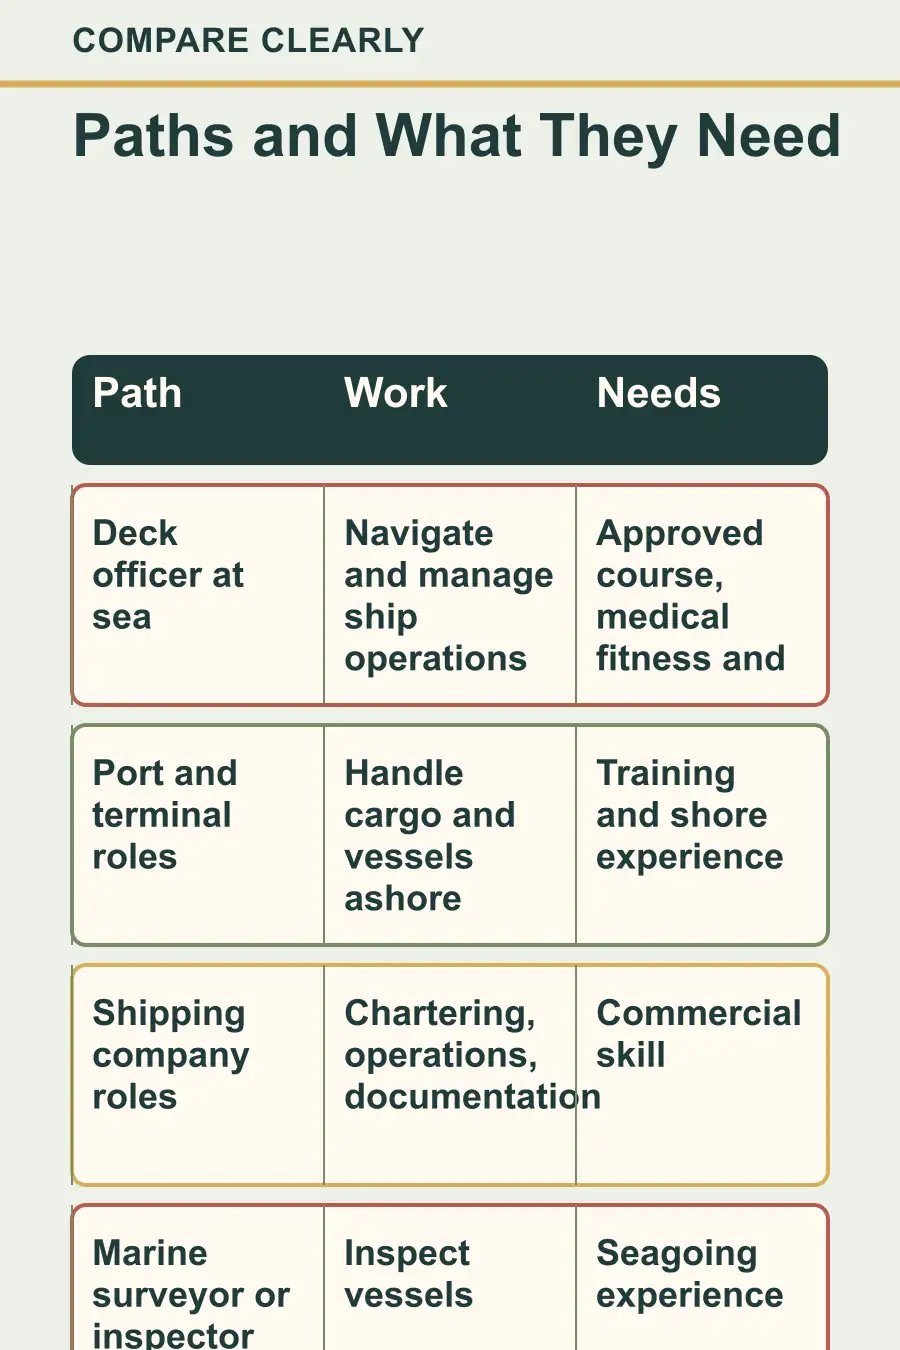 COMPARE CLEARLY
Paths and What They Need
Path
Work
Needs
Deck
officer at
sea
Navigate
and manage
ship
operations
Approved
course,
medical
fitness and
Port and
terminal
roles
Handle
cargo and
vessels
ashore
Training
and shore
experience
Shipping
company
roles
Chartering,
operations,
documentation
Commercial
skill
Marine
surveyor or
inspector
Inspect
vessels
Seagoing
experience